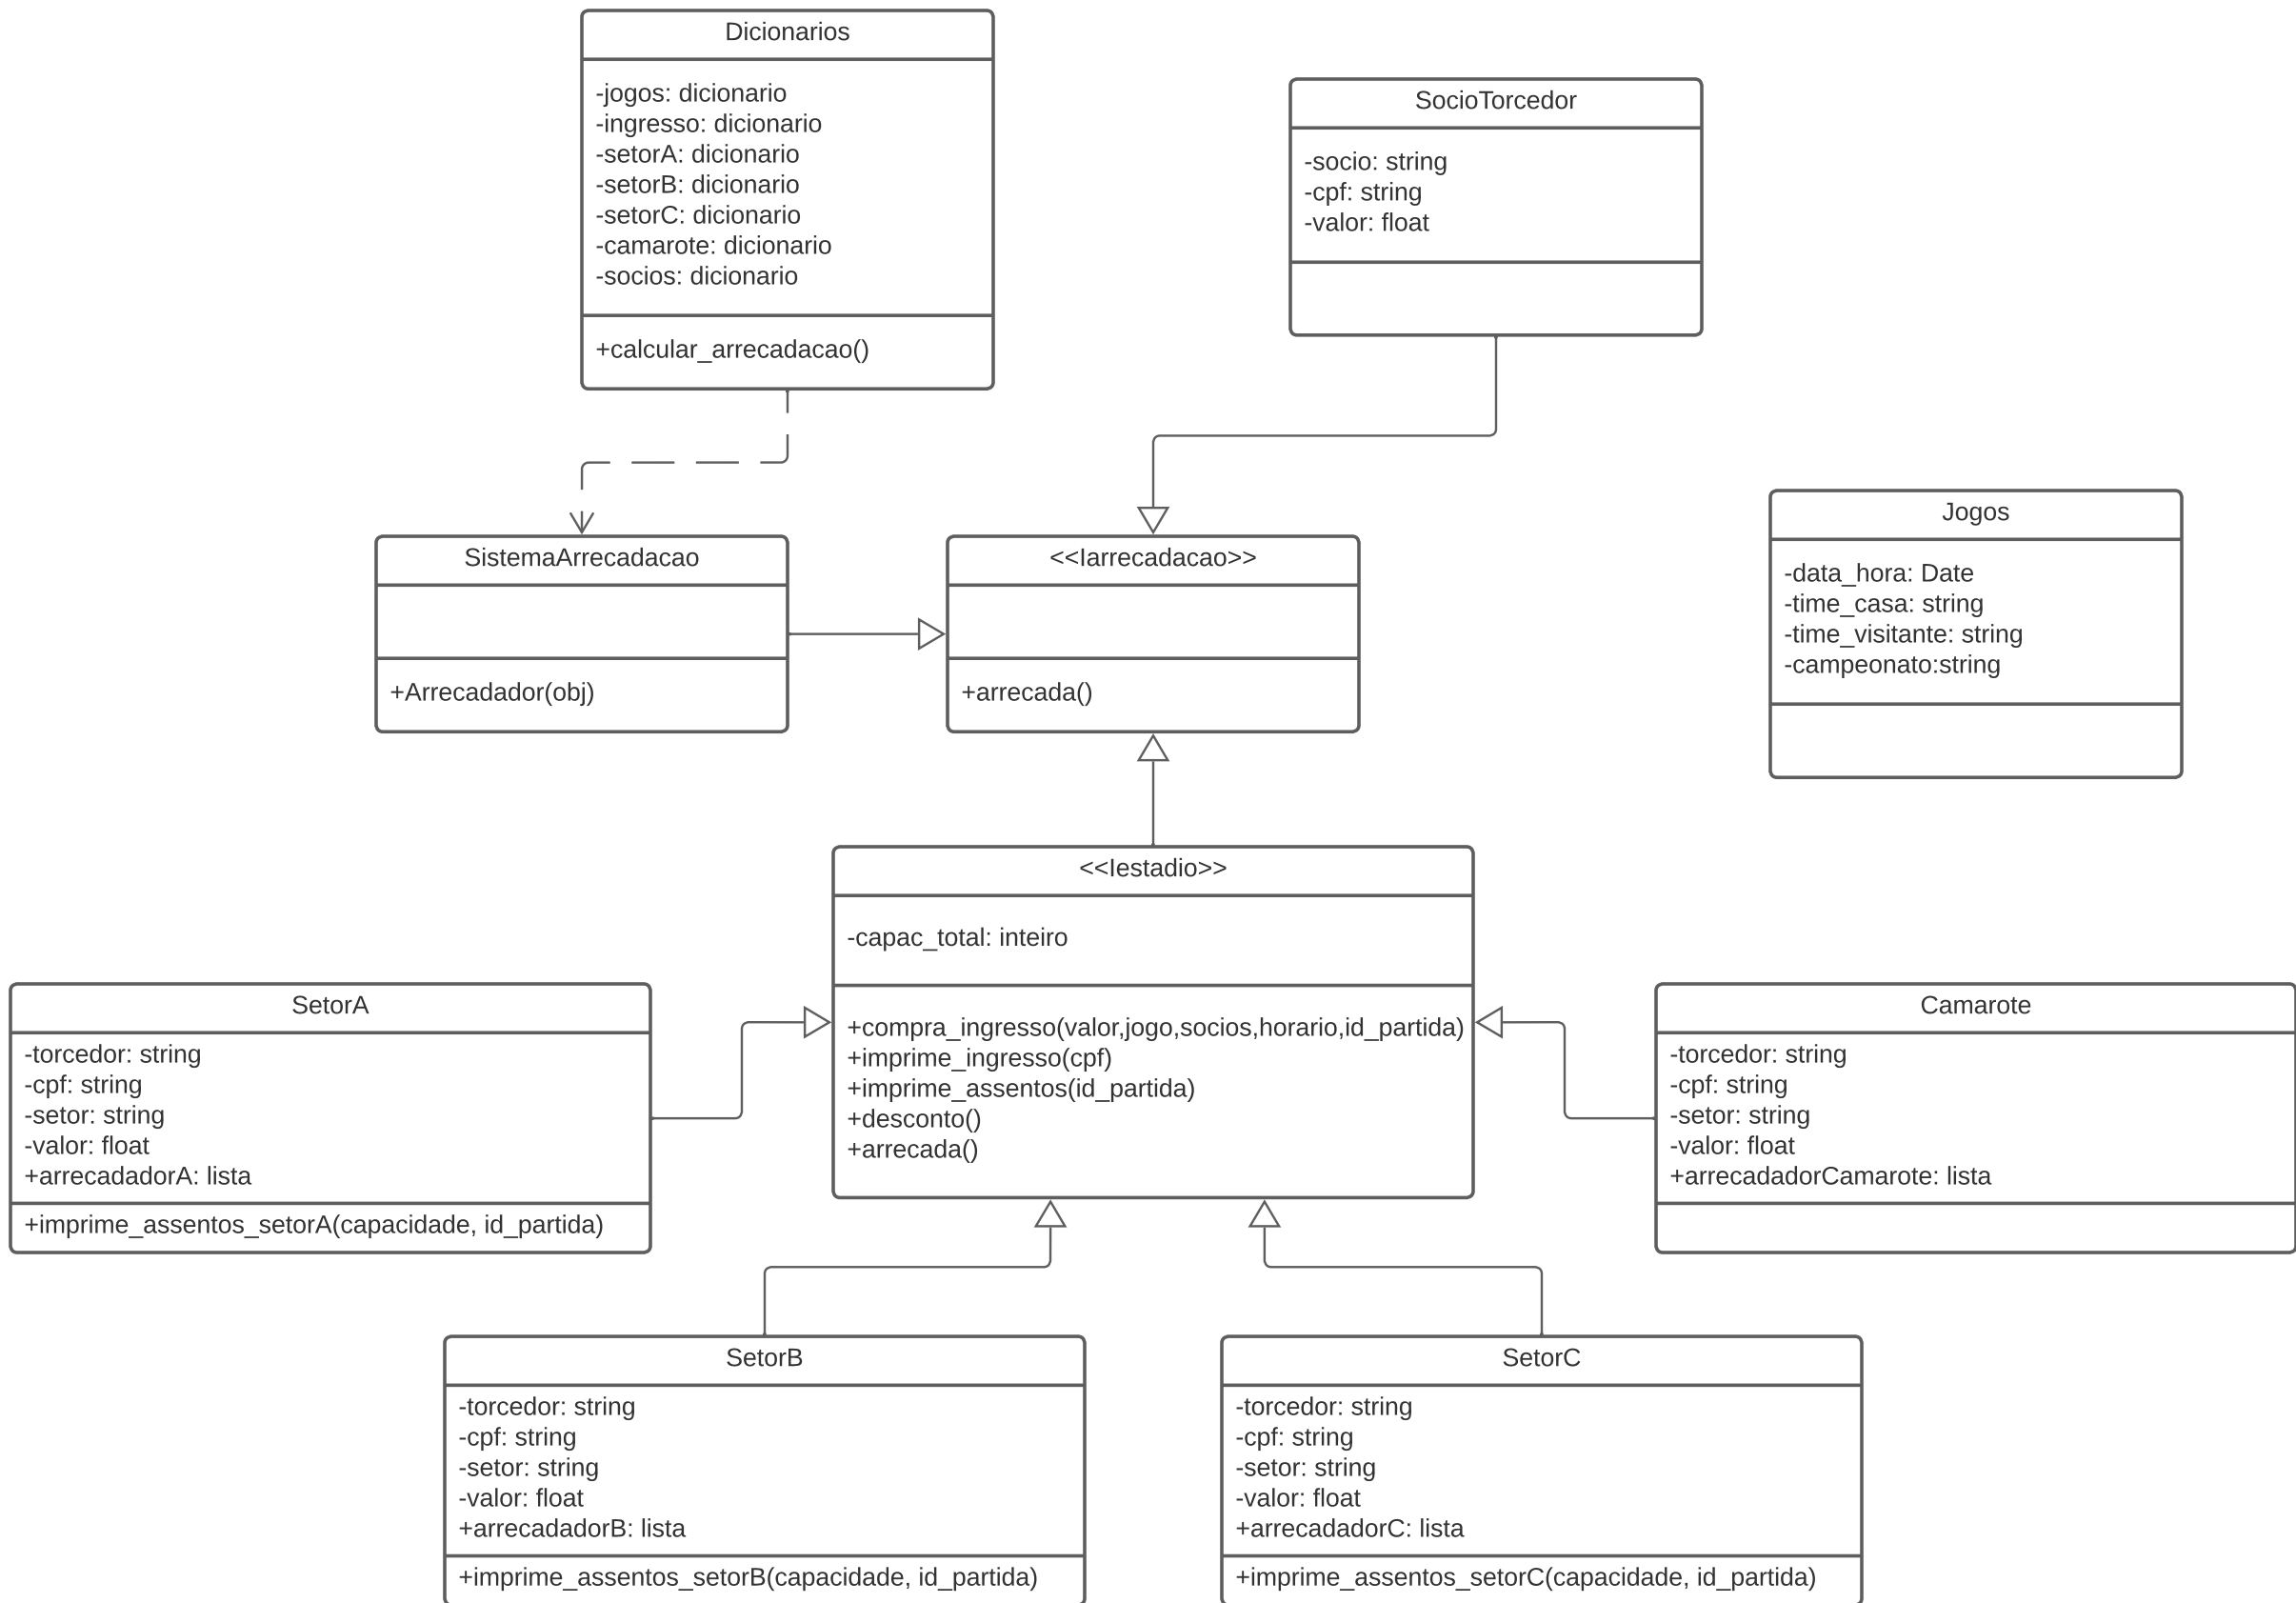 Dicionarios
-jogos: dicionario
-ingresso: dicionario
-setorA: dicionario
-setorB: dicionario
-setorC: dicionario
-camarote: dicionario
-socios: dicionario
+calcular_arrecadacao()
SocioTorcedor
-socio: string
-cpf: string
-valor: float
SistemaArrecadacao
+Arrecadador(obj)
<<Iarrecadacao>>
+arrecada()
Jogos
-data_hora: Date
-time_casa: string
-time_visitante: string
-campeonato:string
<<Iestadio>>
-capac_total: inteiro
+compra_ingresso(valor,jogo,socios,horario,id_partida)
+imprime_ingresso(cpf)
+imprime_assentos(id_partida)
+desconto()
+arrecada()
SetorA
-torcedor: string
-cpf: string
-setor: string
-valor: float
+arrecadadorA: lista
+imprime_assentos_setorA(capacidade, id_partida)
Camarote
-torcedor: string
-cpf: string
-setor: string
-valor: float
+arrecadadorCamarote: lista
SetorB
-torcedor: string
-cpf: string
-setor: string
-valor: float
+arrecadadorB: lista
+imprime_assentos_setorB(capacidade, id_partida)
SetorC
-torcedor: string
-cpf: string
-setor: string
-valor: float
+arrecadadorC: lista
+imprime_assentos_setorC(capacidade, id_partida)